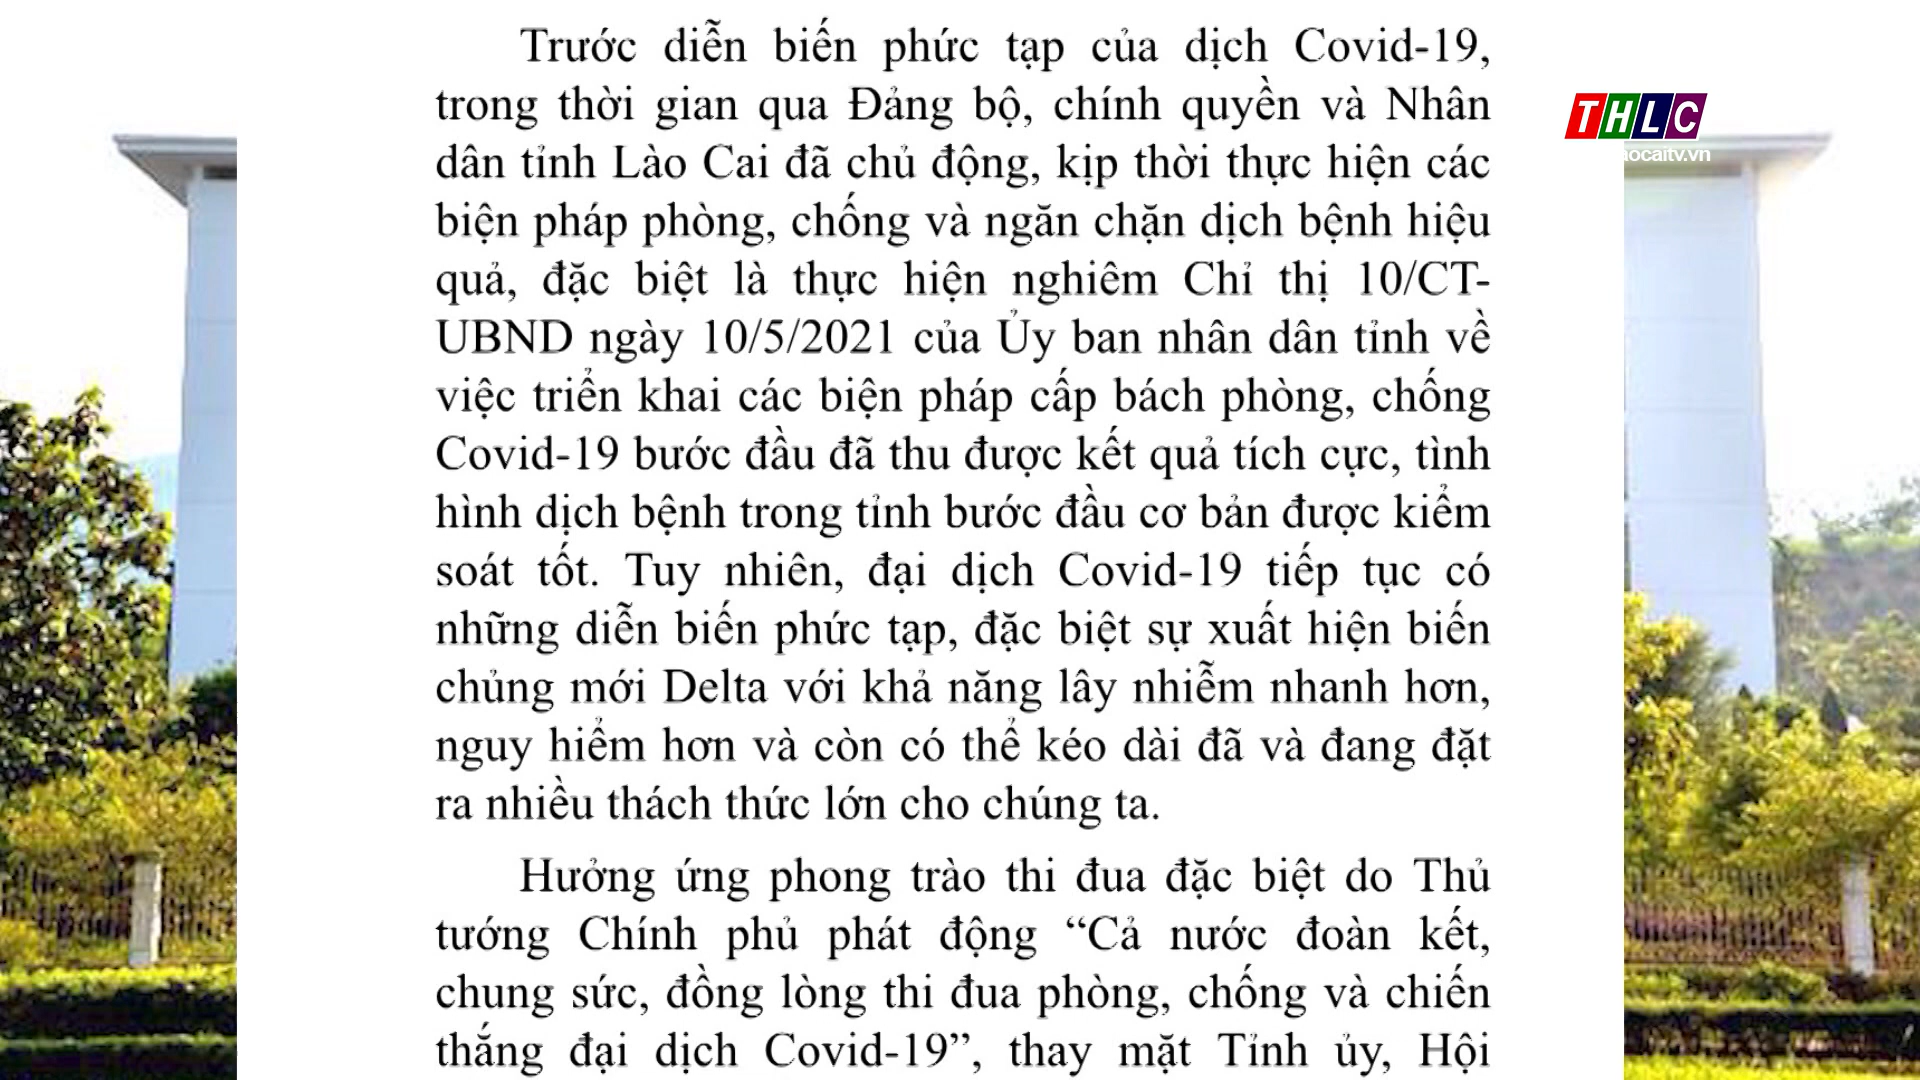 Trước diễn biến phức tạp của dịch Covid-19,
trong thời gian qua Đảng bộ, chính quyền và Nhân
dân tỉnh Lào Cai đã chủ động, kịp thời thực hiện các
biện pháp phòng, chống và ngăn chặn dịch bệnh hiệu
quả, đặc biệt là thực hiện nghiêm Chỉ thị 10/CT-
UBND ngày 10/5/2021 của Ủy ban nhân dân tỉnh về
việc triển khai các biện pháp cấp bách phòng, chống
Covid-19 bước đầu đã thu được kết quả tích cực, tình
hình dịch bệnh trong tỉnh bước đầu cơ bản được kiểm
soát tốt. Tuy nhiên, đại dịch Covid-19 tiếp tục có
những diễn biến phức tạp, đặc biệt sự xuất hiện biến
chủng mới Delta với khả năng lây nhiễm nhanh hơn,
nguy hiểm hơn và còn có thể kéo dài đã và đang đặt
ra nhiều thách thức lớn cho chúng ta.
Hưởng ứng phong trào thi đua đặc biệt do Thủ
tướng Chính phủ phát động “Cả nước đoàn kết,
chung sức, đồng lòng thi đua phòng, chống và chiến
thắng đại dịch Covid-19”, thay mặt Tỉnh ủy, Hội
THLC
aocaitv.vn